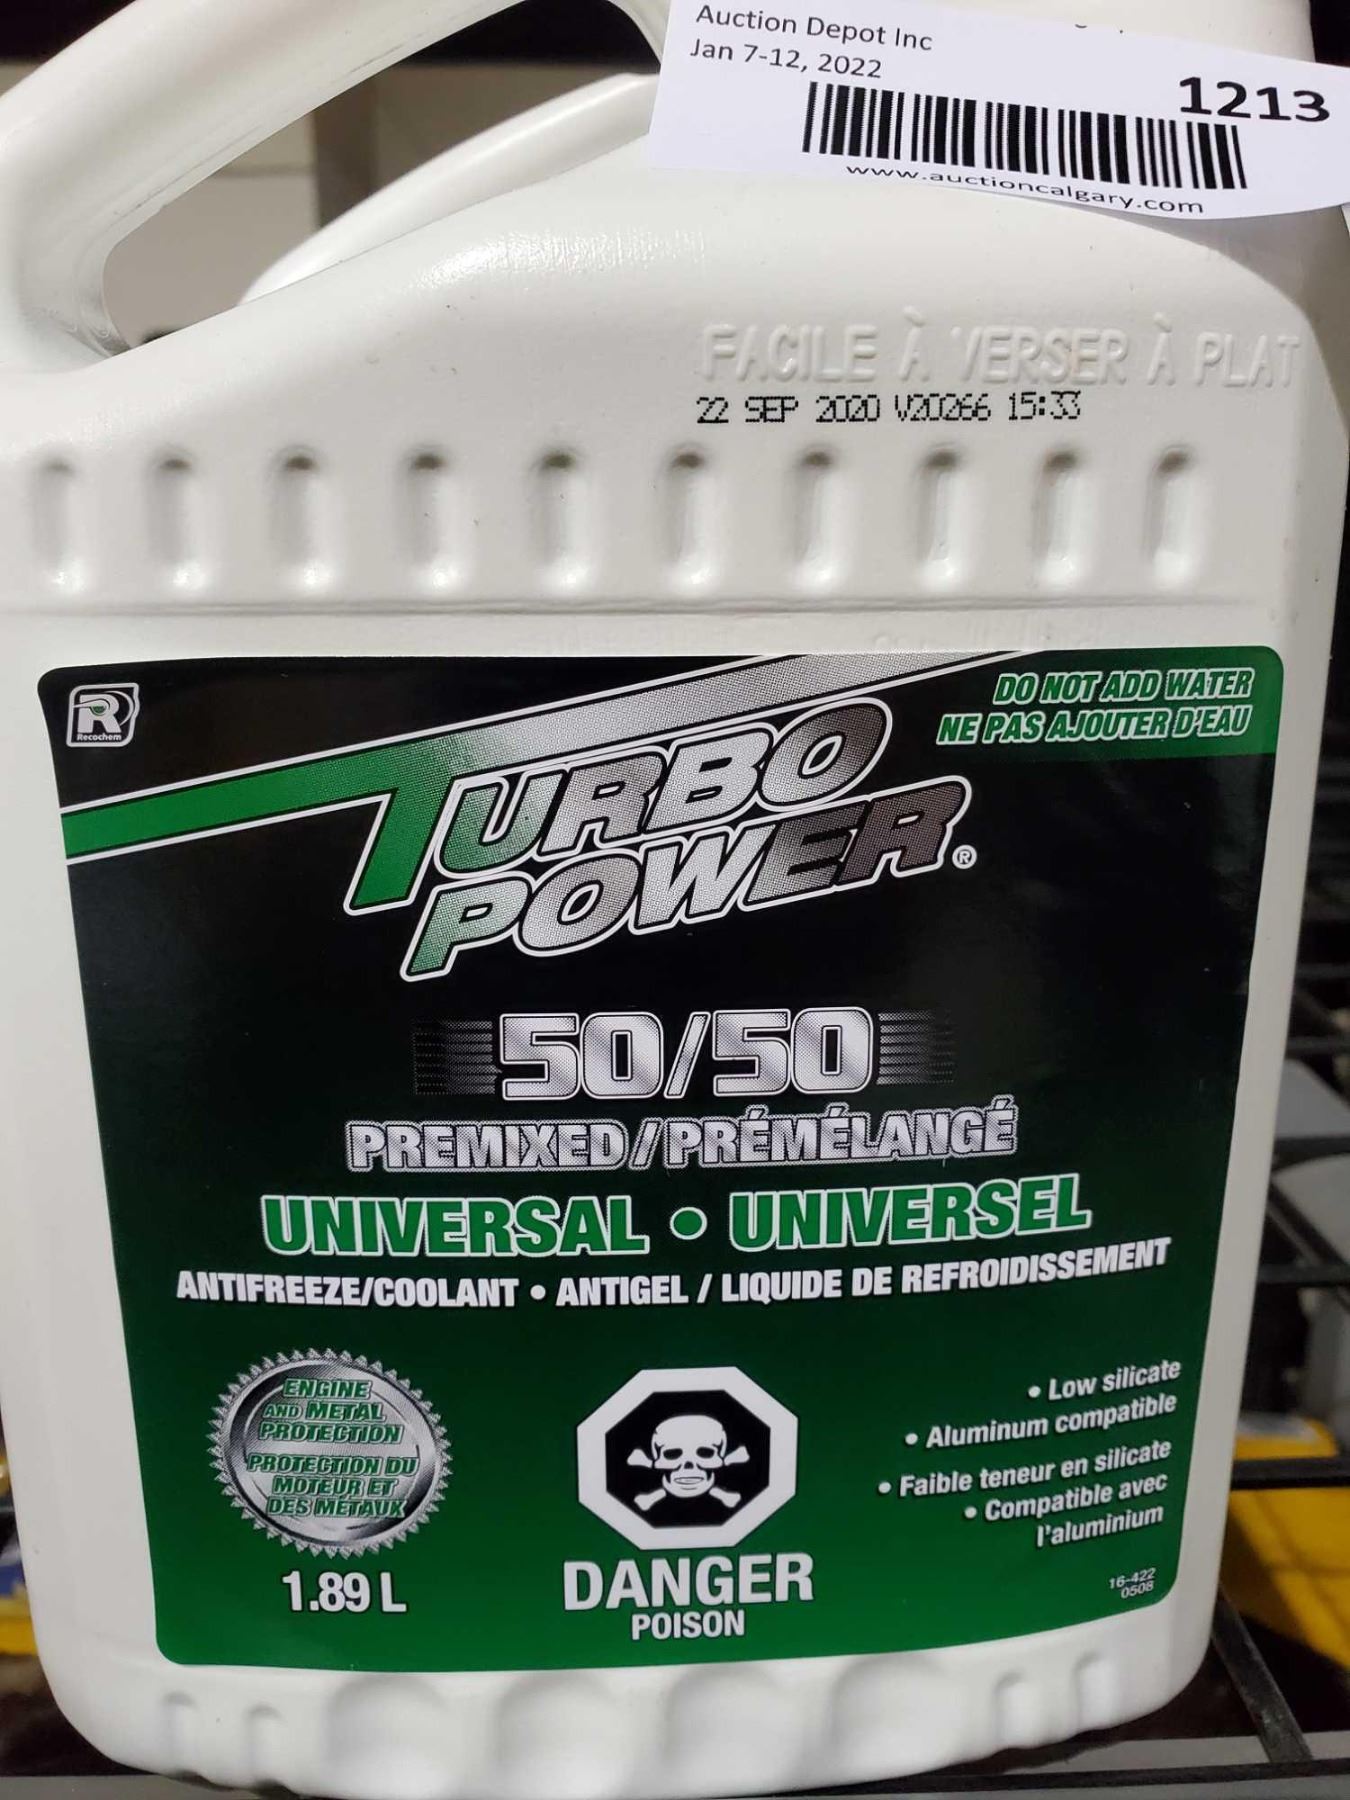 Auction Depot Inc
Jan 7-12, 2022
1213
www.auctioncalgary.com
FACILE À VERSER À PLAT
22 SEP 2020 V20266 15:33
R
Recochem
DO NOT ADD WATER
NE PAS AJOUTER D'EAU
TURBO
POWER®
50/50
PREMIXED/PRÉMÉLANGÉ
UNIVERSAL • UNIVERSEL
ANTIFREEZE/COOLANT • ANTIGEL / LIQUIDE DE REFROIDISSEMENT
ENGINE
AND METAL
PROTECTION
PROTECTION DU
MOTEUR ET
DES MÉTAUX
1.89 L
DANGER
POISON
• Low silicate
• Aluminum compatible
• Faible teneur en silicate
• Compatible avec
l'aluminium
16-422
0508